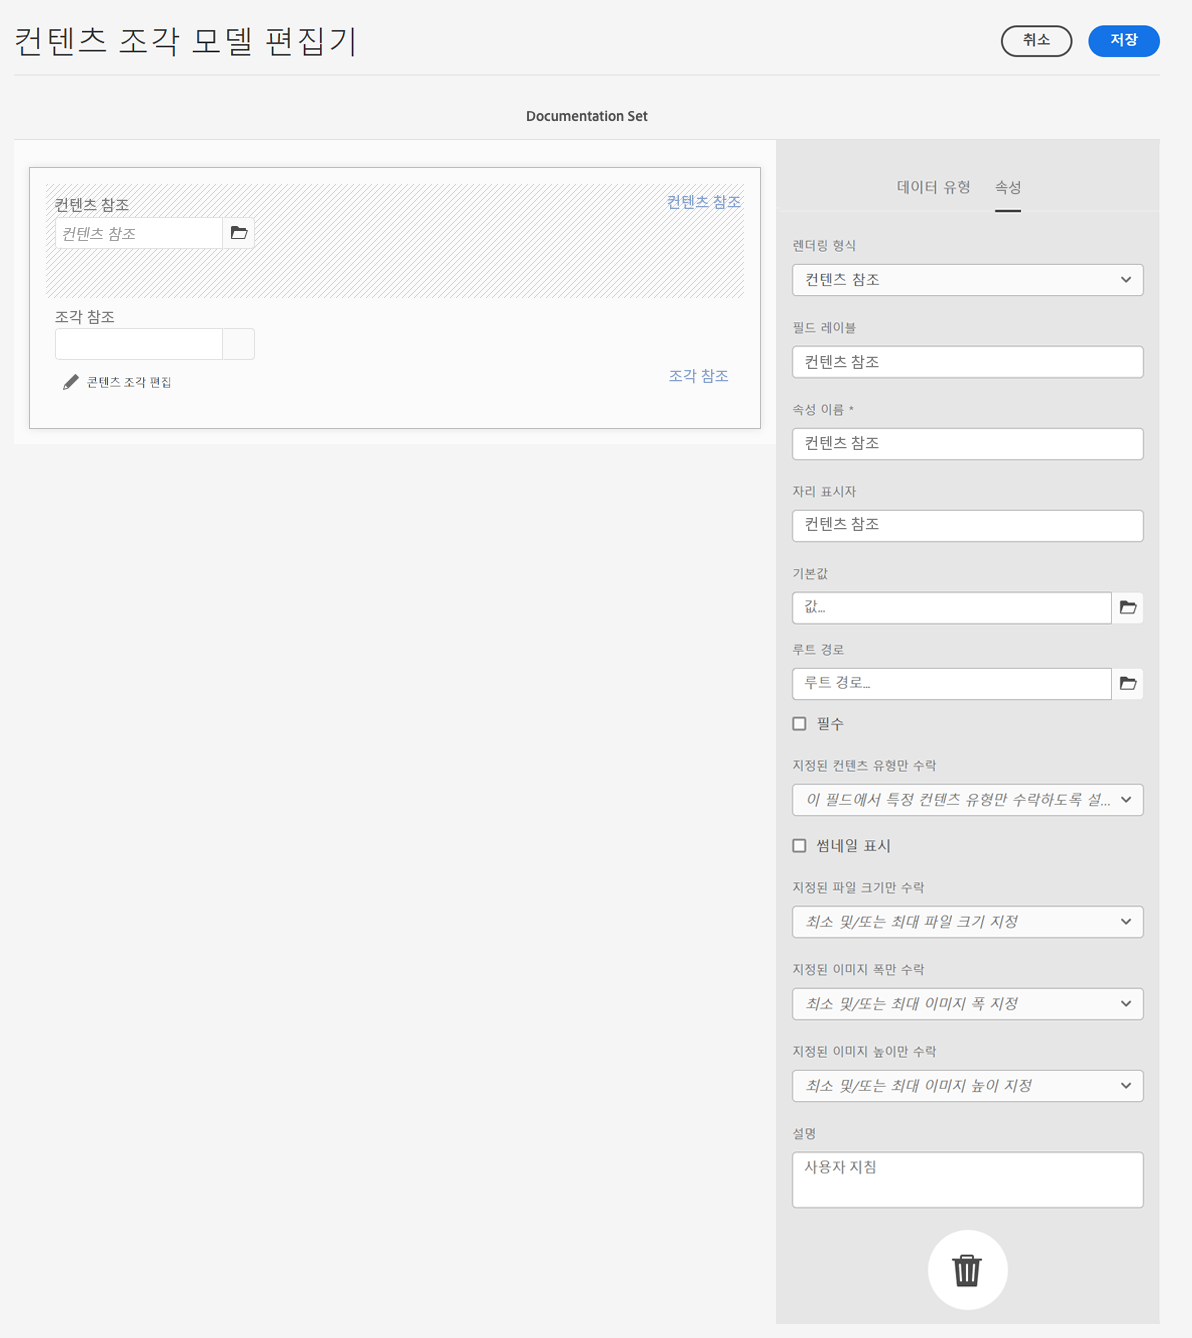 컨텐츠 조각 모델 편집기
취소
저장
Documentation Set
컨텐츠 참조
컨텐츠 참조
컨텐츠 참조
조각 참조
콘텐츠 조각 편집
조각 참조
데이터 유형
속성
렌더링 형식
컨텐츠 참조
필드 레이블
컨텐츠 참조
속성 이름 *
컨텐츠 참조
자리 표시자
컨텐츠 참조
기본값
값...
루트 경로
루트 경로...
필수
지정된 컨텐츠 유형만 수락
이 필드에서 특정 컨텐츠 유형만 수락하도록 설...
썸네일 표시
지정된 파일 크기만 수락
최소 및/또는 최대 파일 크기 지정
지정된 이미지 폭만 수락
최소 및/또는 최대 이미지 폭 지정
지정된 이미지 높이만 수락
최소 및/또는 최대 이미지 높이 지정
설명
사용자 지침